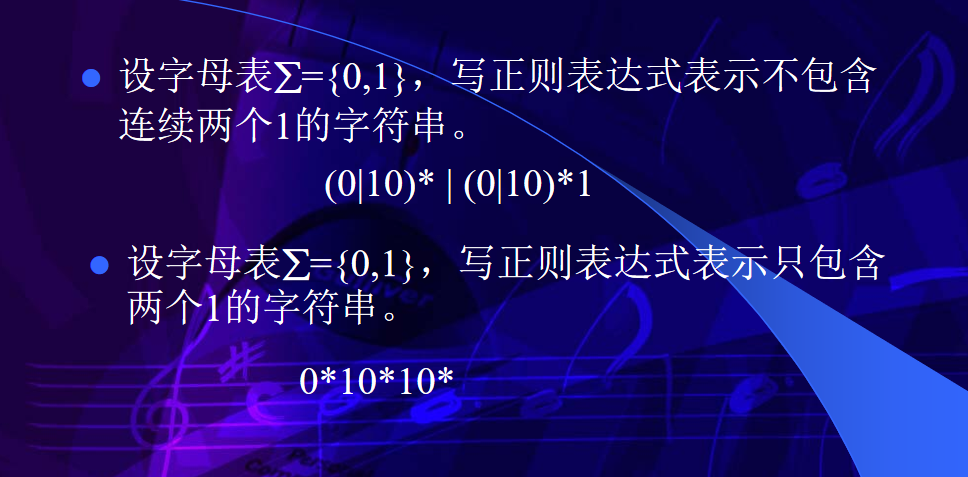 设字母表∑={0,1}，写正则表达式表示不包含
连续两个1的字符串。
(0|10)* | (0|10)*1
设字母表∑={0,1}，写正则表达式表示只包含
两个1的字符串。
0*10*10*